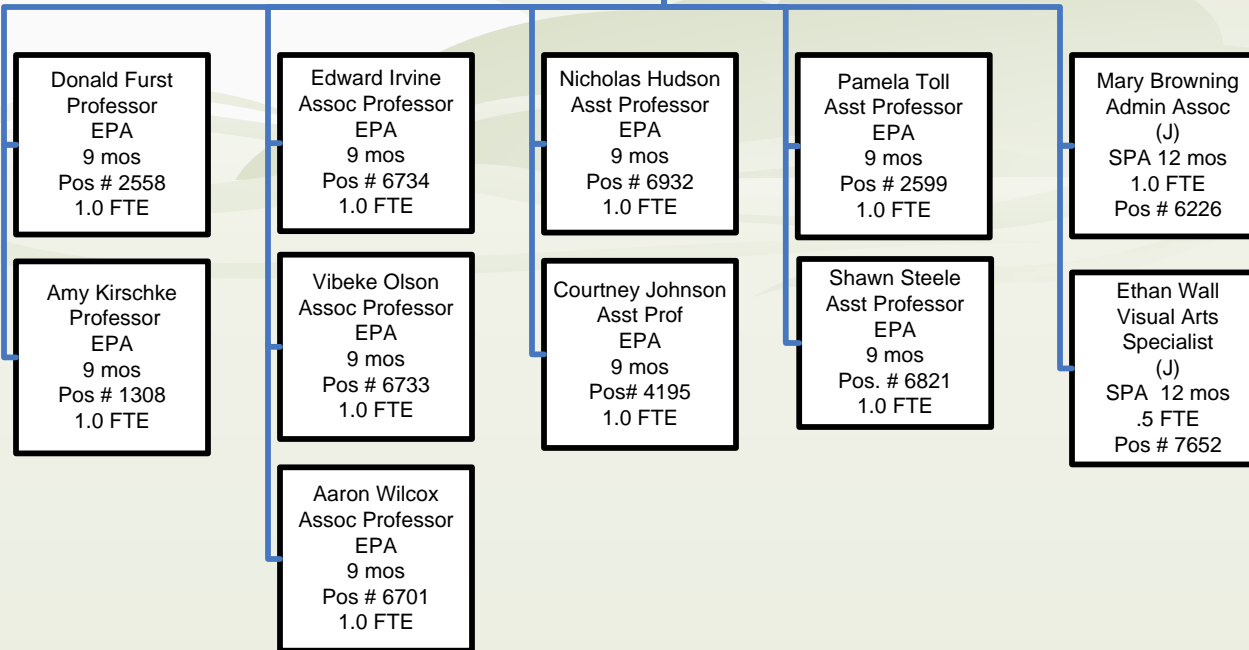 Donald Furst
Professor
EPA
9 mos
Pos # 2558
1.0 FTE
Amy Kirschke
Professor
EPA
9 mos
Pos # 1308
1.0 FTE
Edward Irvine
Assoc Professor
EPA
9 mos
Pos # 6734
1.0 FTE
Vibeke Olson
Assoc Professor
EPA
9 mos
Pos # 6733
1.0 FTE
Aaron Wilcox
Assoc Professor
EPA
9 mos
Pos # 6701
1.0 FTE
Nicholas Hudson
Asst Professor
EPA
9 mos
Pos # 6932
1.0 FTE
Courtney Johnson
Asst Prof
EPA
9 mos
Pos# 4195
1.0 FTE
Pamela Toll
Asst Professor
EPA
9 mos
Pos # 2599
1.0 FTE
Shawn Steele
Asst Professor
EPA
9 mos
Pos. # 6821
1.0 FTE
Mary Browning
Admin Assoc
(J)
SPA 12 mos
1.0 FTE
Pos # 6226
Ethan Wall
Visual Arts
Specialist
(J)
SPA 12 mos
.5 FTE
Pos # 7652